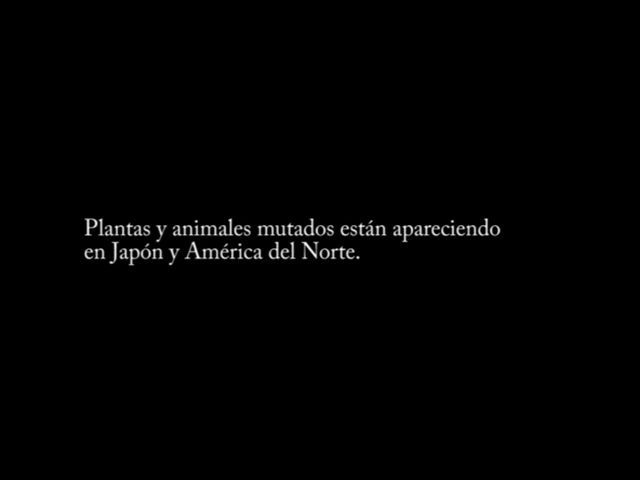 Plantas y animales mutados están apareciendo
en Japón y América del Norte.